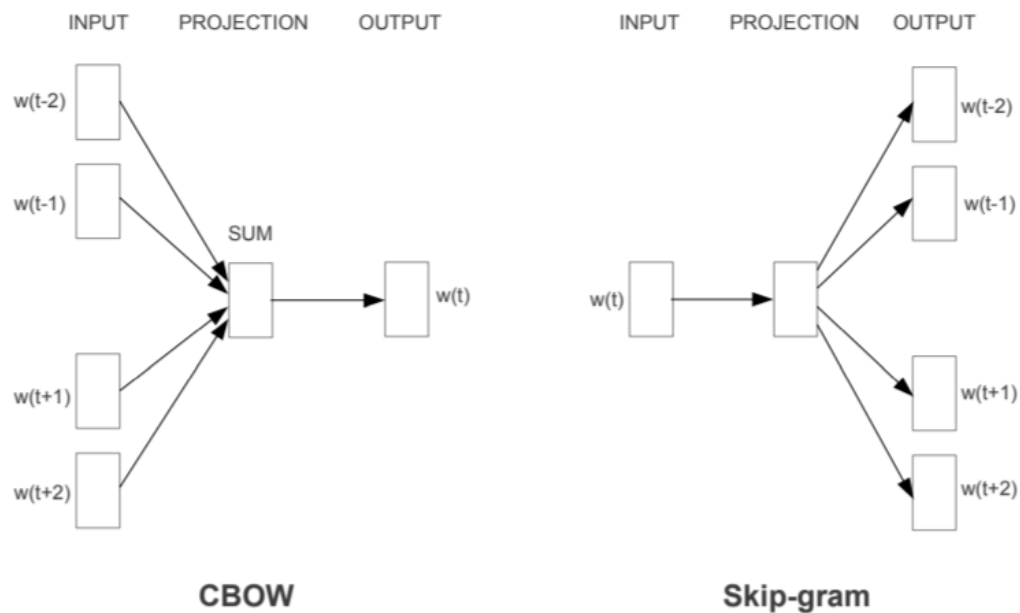 INPUT PROJECTION OUTPUT
w(t-2)
w(t-1)
SUM
w(t)
w(t+1)
w(t+2)
CBOW
INPUT PROJECTION OUTPUT
w(t-2)
w(t-1)
w(t)
w(t+1)
w(t+2)
Skip-gram